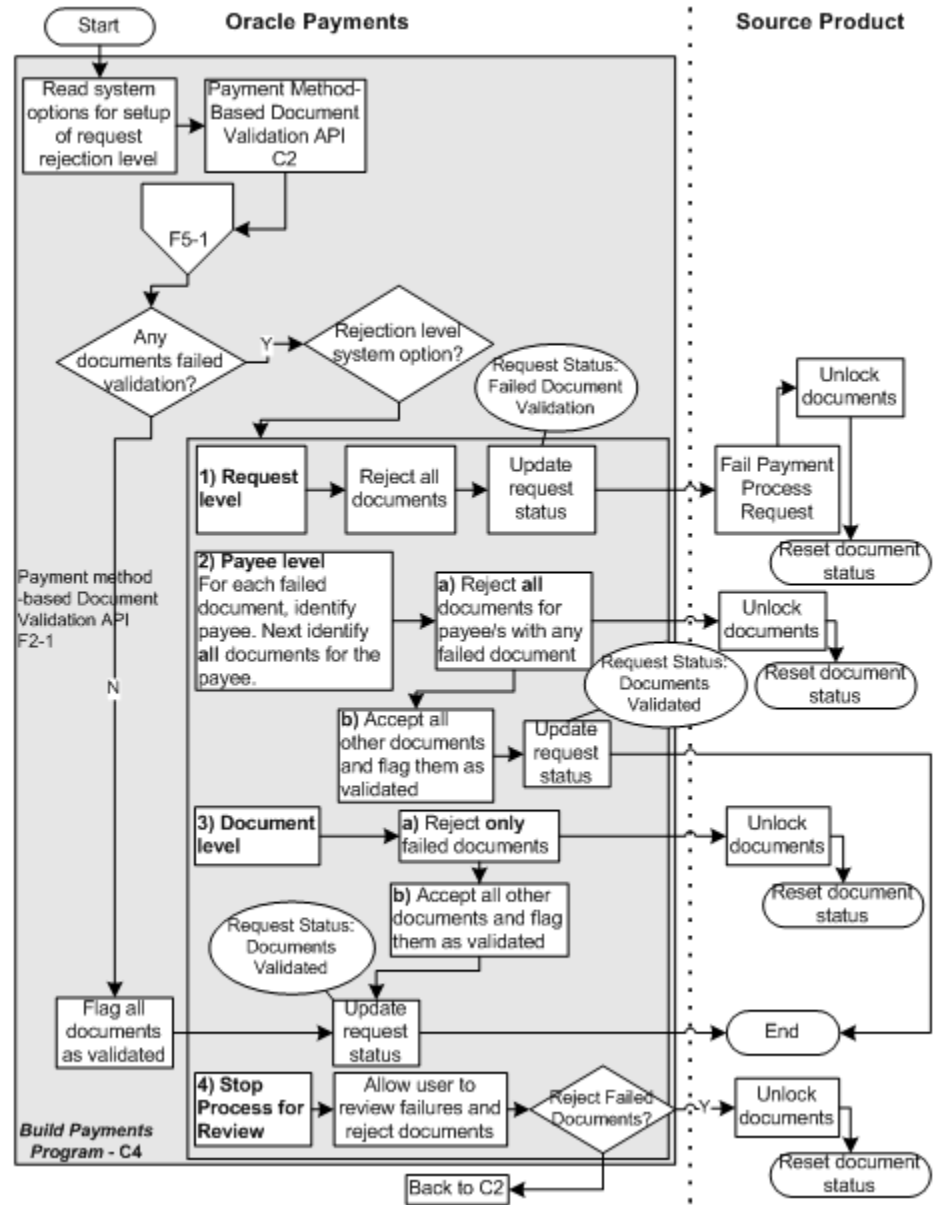 Oracle Payments
Source Product
Start
Read system
options for setup
of request
rejection level
Payment Method-
Based Document
Validation API
C2
F5-1
Any
documents failed
validation?
Y
Rejection level
system option?
Request Status:
Failed Document
Validation
1) Request
level
Reject all
documents
Update
request
status
Fail Payment
Process
Request
Unlock
documents
Reset document
status
2) Payee level
For each failed
document, identify
payee. Next identify
all documents for the
payee.
a) Reject all
documents for
payee's with any
failed document
Unlock
documents
Reset document
status
Request Status:
Documents
Validated
b) Accept all
other documents
and flag them as
validated
Update
request
status
Payment method
-based Document
Validation API
F2-1
N
3) Document
level
a) Reject only
failed documents
Unlock
documents
Reset document
status
b) Accept all other
documents and flag
them as validated
Request Status:
Documents
Validated
Flag all
documents
as validated
Update
request
status
End
4) Stop
Process for
Review
Allow user to
review failures and
reject documents
Reject Failed
Documents?
Y
Unlock
documents
Reset document
status
Build Payments
Program - C4
Back to C2